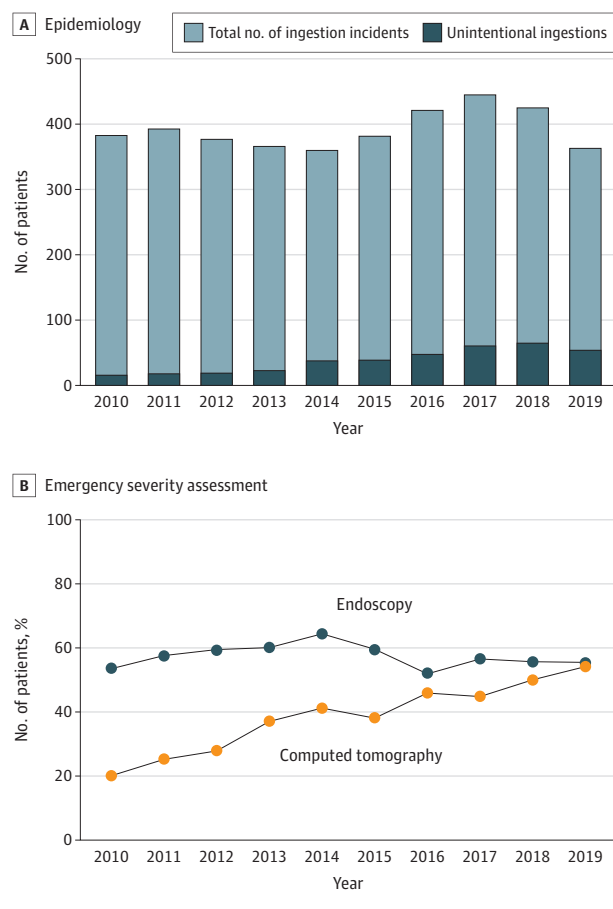 A Epidemiology
Total no. of ingestion incidents Unintentional ingestions
500
400
300
200
100
0
No. of patients
2010 2011 2012 2013 2014 2015 2016 2017 2018 2019
Year
B Emergency severity assessment
100
80
60
40
20
0
No. of patients, %
Endoscopy
Computed tomography
2010 2011 2012 2013 2014 2015 2016 2017 2018 2019
Year